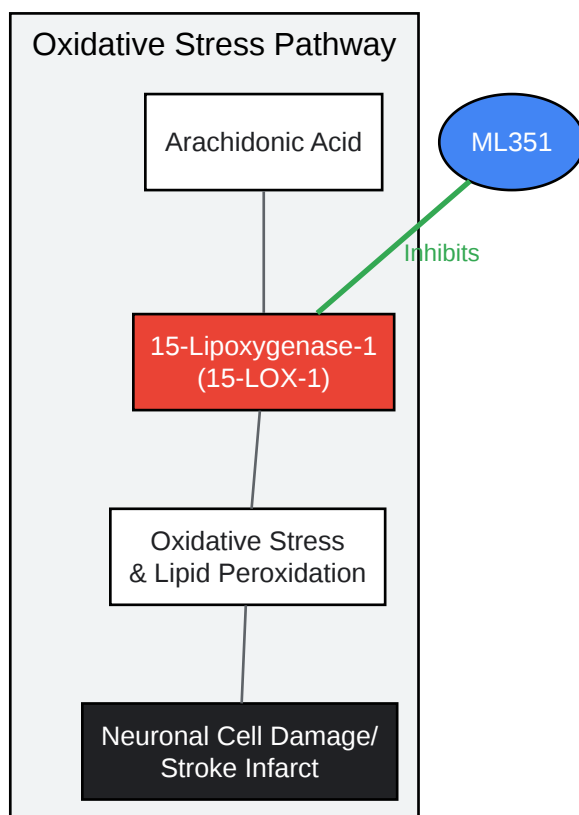 Oxidative Stress Pathway
Arachidonic Acid
ML351
Inhibits
15-Lipoxygenase-1
(15-LOX-1)
Oxidative Stress
& Lipid Peroxidation
Neuronal Cell Damage/
Stroke Infarct